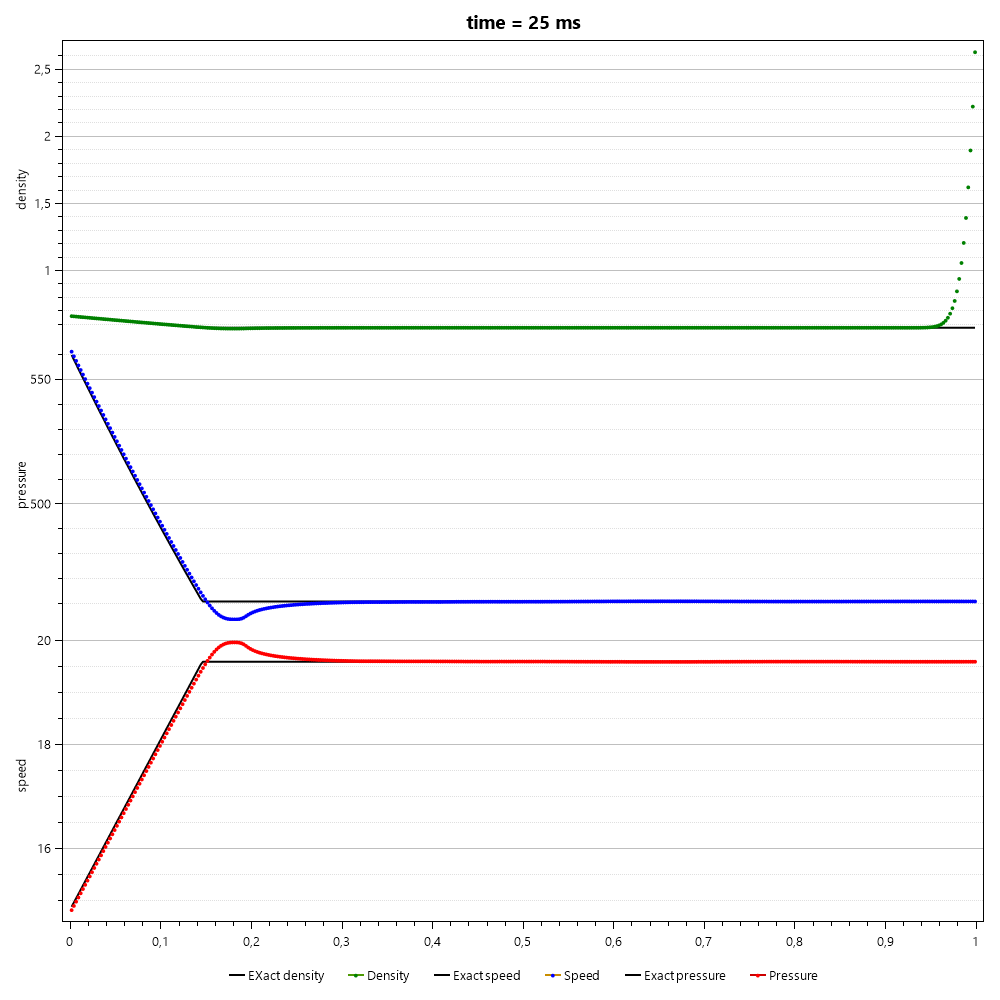 time = 25 ms
2,5
2
1,5
1
density
550
500
pressure
20
18
16
speed
0 0,1 0,2 0,3 0,4 0,5 0,6 0,7 0,8 0,9 1
EXact density Density Exact speed Speed Exact pressure Pressure